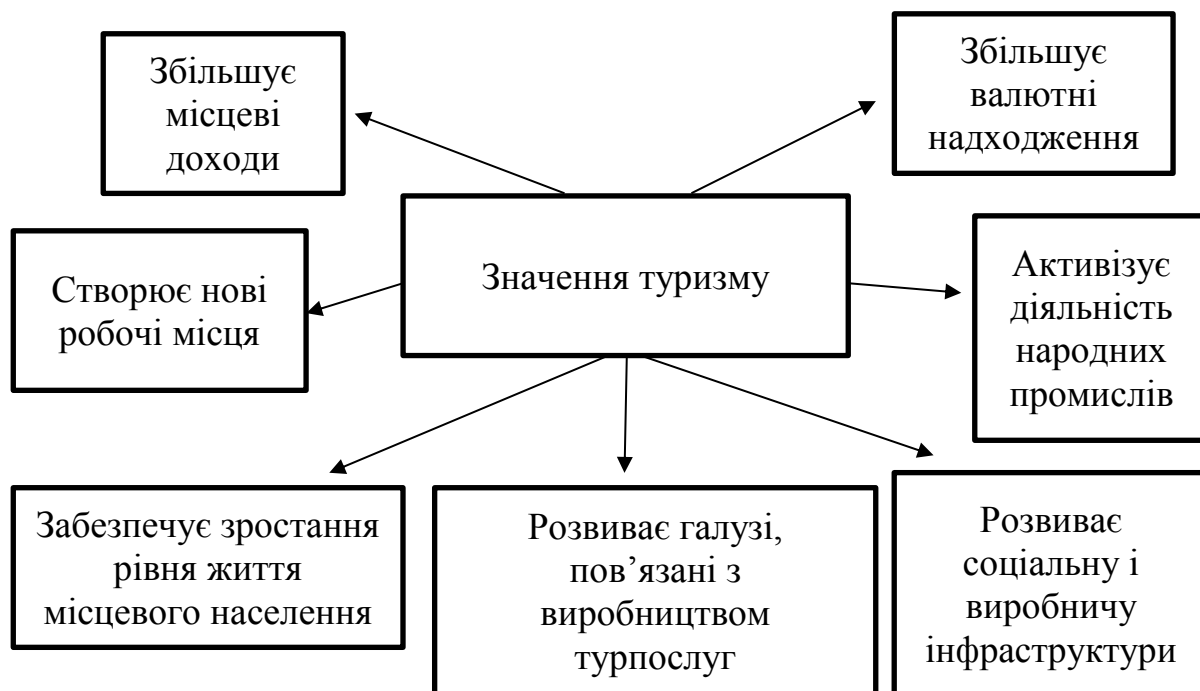 Збільшує
місцеві
доходи
Збільшує
валютні
надходження
Значення туризму
Створює нові
робочі місця
Активізує
діяльність
народних
промислів
Забезпечує зростання
рівня життя
місцевого населення
Розвиває галузі,
пов’язані з
виробництвом
турпослуг
Розвиває
соціальну і
виробничу
інфраструктури